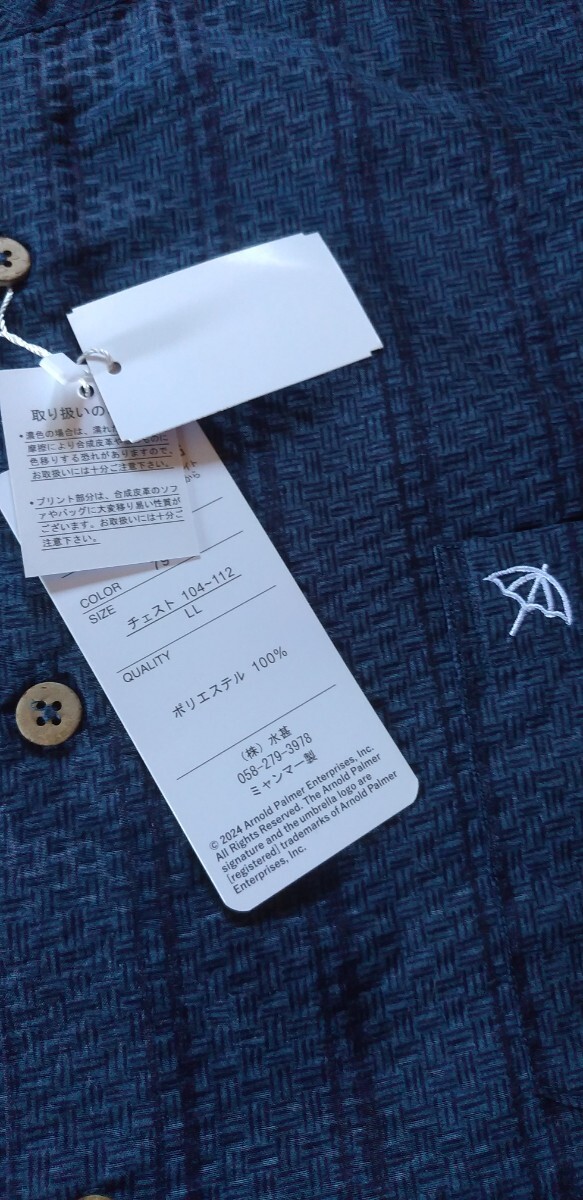 取り扱いの
•濃色の場合は、濡れた
摩擦により合成皮革や
色移りする恐れがありますので、
お取扱いには十分ご注意下さい。
•プリント部分は、合成皮革のソフ
ァやバッグに大変移り易い性質が
ございます。お取扱いには十分ご
注意下さい。
から
COLOR
SIZE
チェスト 104~112
LL
QUALITY
ポリエステル 100%
(株) 水甚
058-279-3978
ミャンマー製
© 2024 Arnold Palmer Enterprises, Inc.
All Rights Reserved. The Arnold Palmer
signature and the umbrella logo are
[registered] trademarks of Arnold Palmer
Enterprises, Inc.